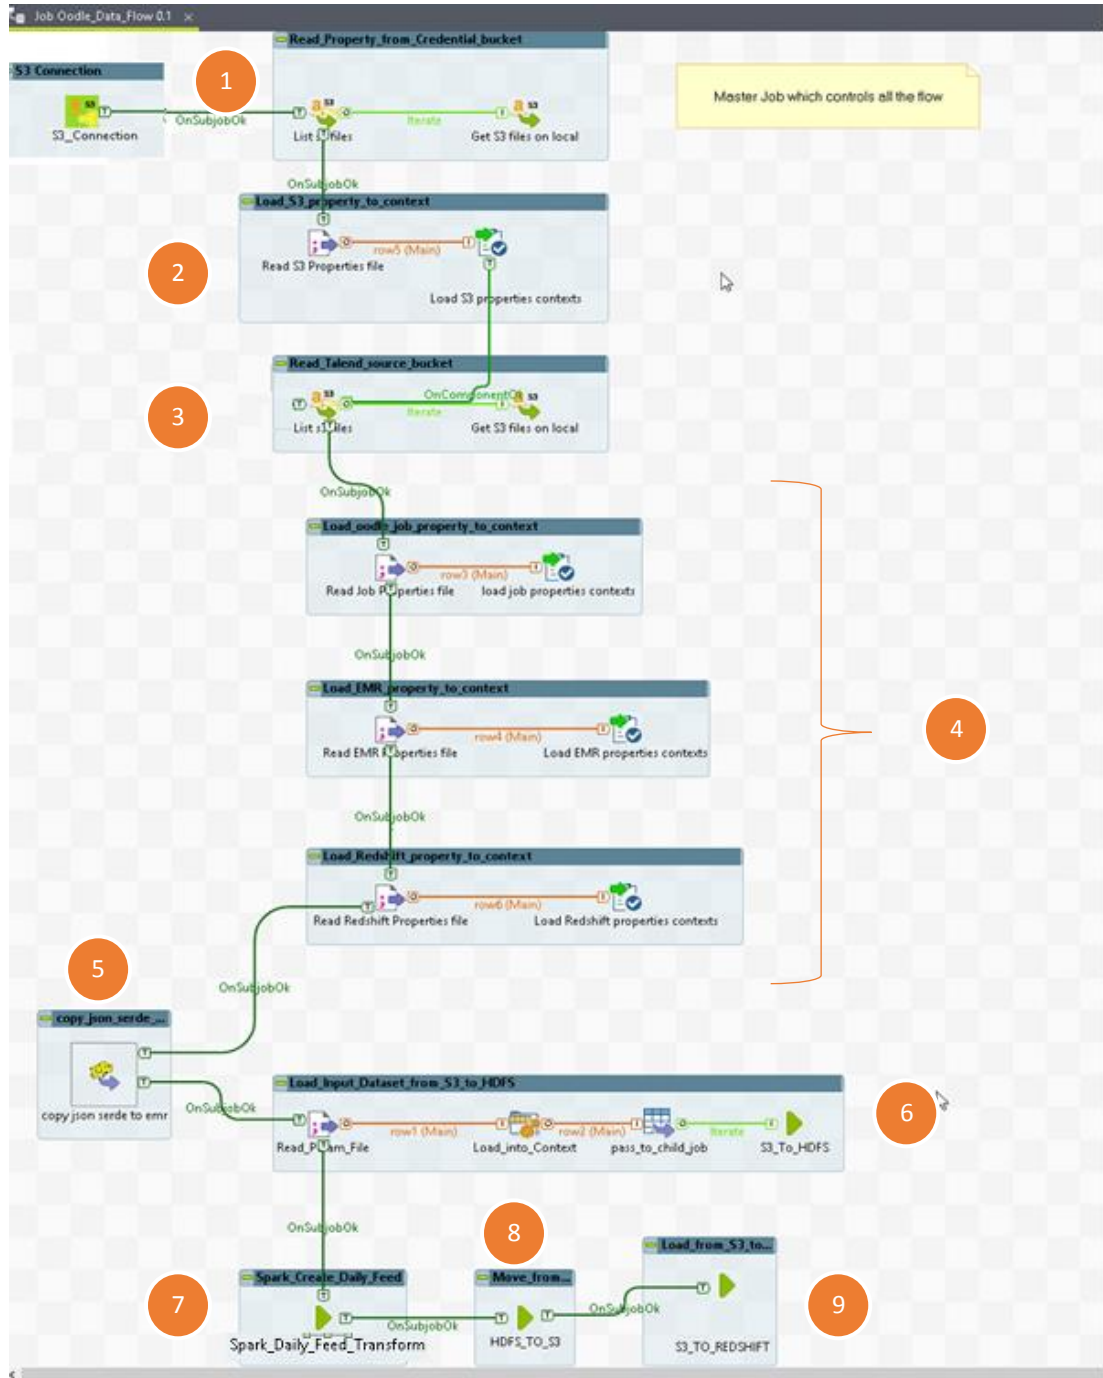 Job Oodle_Data_Flow 0.1
Read_Property_from_Credential_bucket
S3 Connection
1
Master Job which controls all the flow
OnSubjobOk
Iterate
S3_Connection
List s3 files
Get S3 files on local
OnSubjobOk
Load_S3_property_to_context
row5 (Main)
2
Read S3 Properties file
Load S3 properties contexts
Read_Talend_source_bucket
OnComponentOk
Iterate
3
List s3 files
Get S3 files on local
OnSubjobOk
Load_oodle_job_property_to_context
row3 (Main)
Read Job Properties file
load job properties contexts
OnSubjobOk
Load_EMR_property_to_context
4
row4 (Main)
Read EMR Properties file
Load EMR properties contexts
OnSubjobOk
Load_Redshift_property_to_context
row6 (Main)
Read Redshift Properties file
Load Redshift properties contexts
5
OnSubjobOk
copy_json_serde_...
copy json serde to emr
OnSubjobOk
Load_Input_Dataset_from_S3_to_HDFS
6
row1 (Main)
row2 (Main)
Iterate
Read_Param_File
Load_into_Context
pass_to_child_job
S3_To_HDFS
OnSubjobOk
8
Load_from_S3_to...
Spark_Create_Daily_Feed
Move_from...
7
OnSubjobOk
OnSubjobOk
9
Spark_Daily_Feed_Transform
HDFS_TO_S3
S3_TO_REDSHIFT